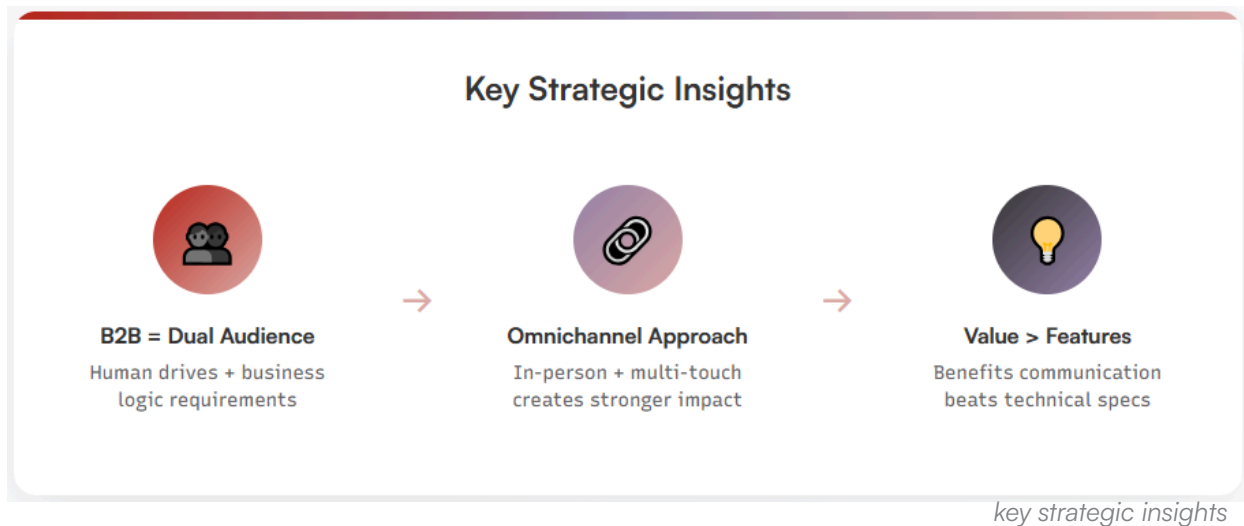 Key Strategic Insights
B2B = Dual Audience
Human drives + business
logic requirements
Omnichannel Approach
In-person + multi-touch
creates stronger impact
Value > Features
Benefits communication
beats technical specs
key strategic insights